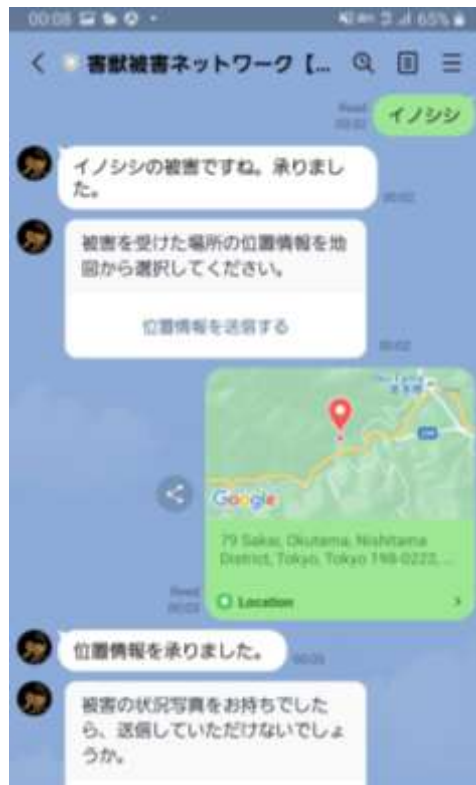 00:08
65%
害獣被害ネットワーク【...
Read
イノシシ
イノシシの被害ですね。承りまし
た。
00:02
被害を受けた場所の位置情報を地
図から選択してください。
位置情報を送信する
00:02
Google
79 Sakai, Okutama, Nishitama
District, Tokyo, Tokyo 198-0222, ...
Read
Location
位置情報を承りました。
被害の状況写真をお持ちでした
ら、送信していただけないでしょ
うか。